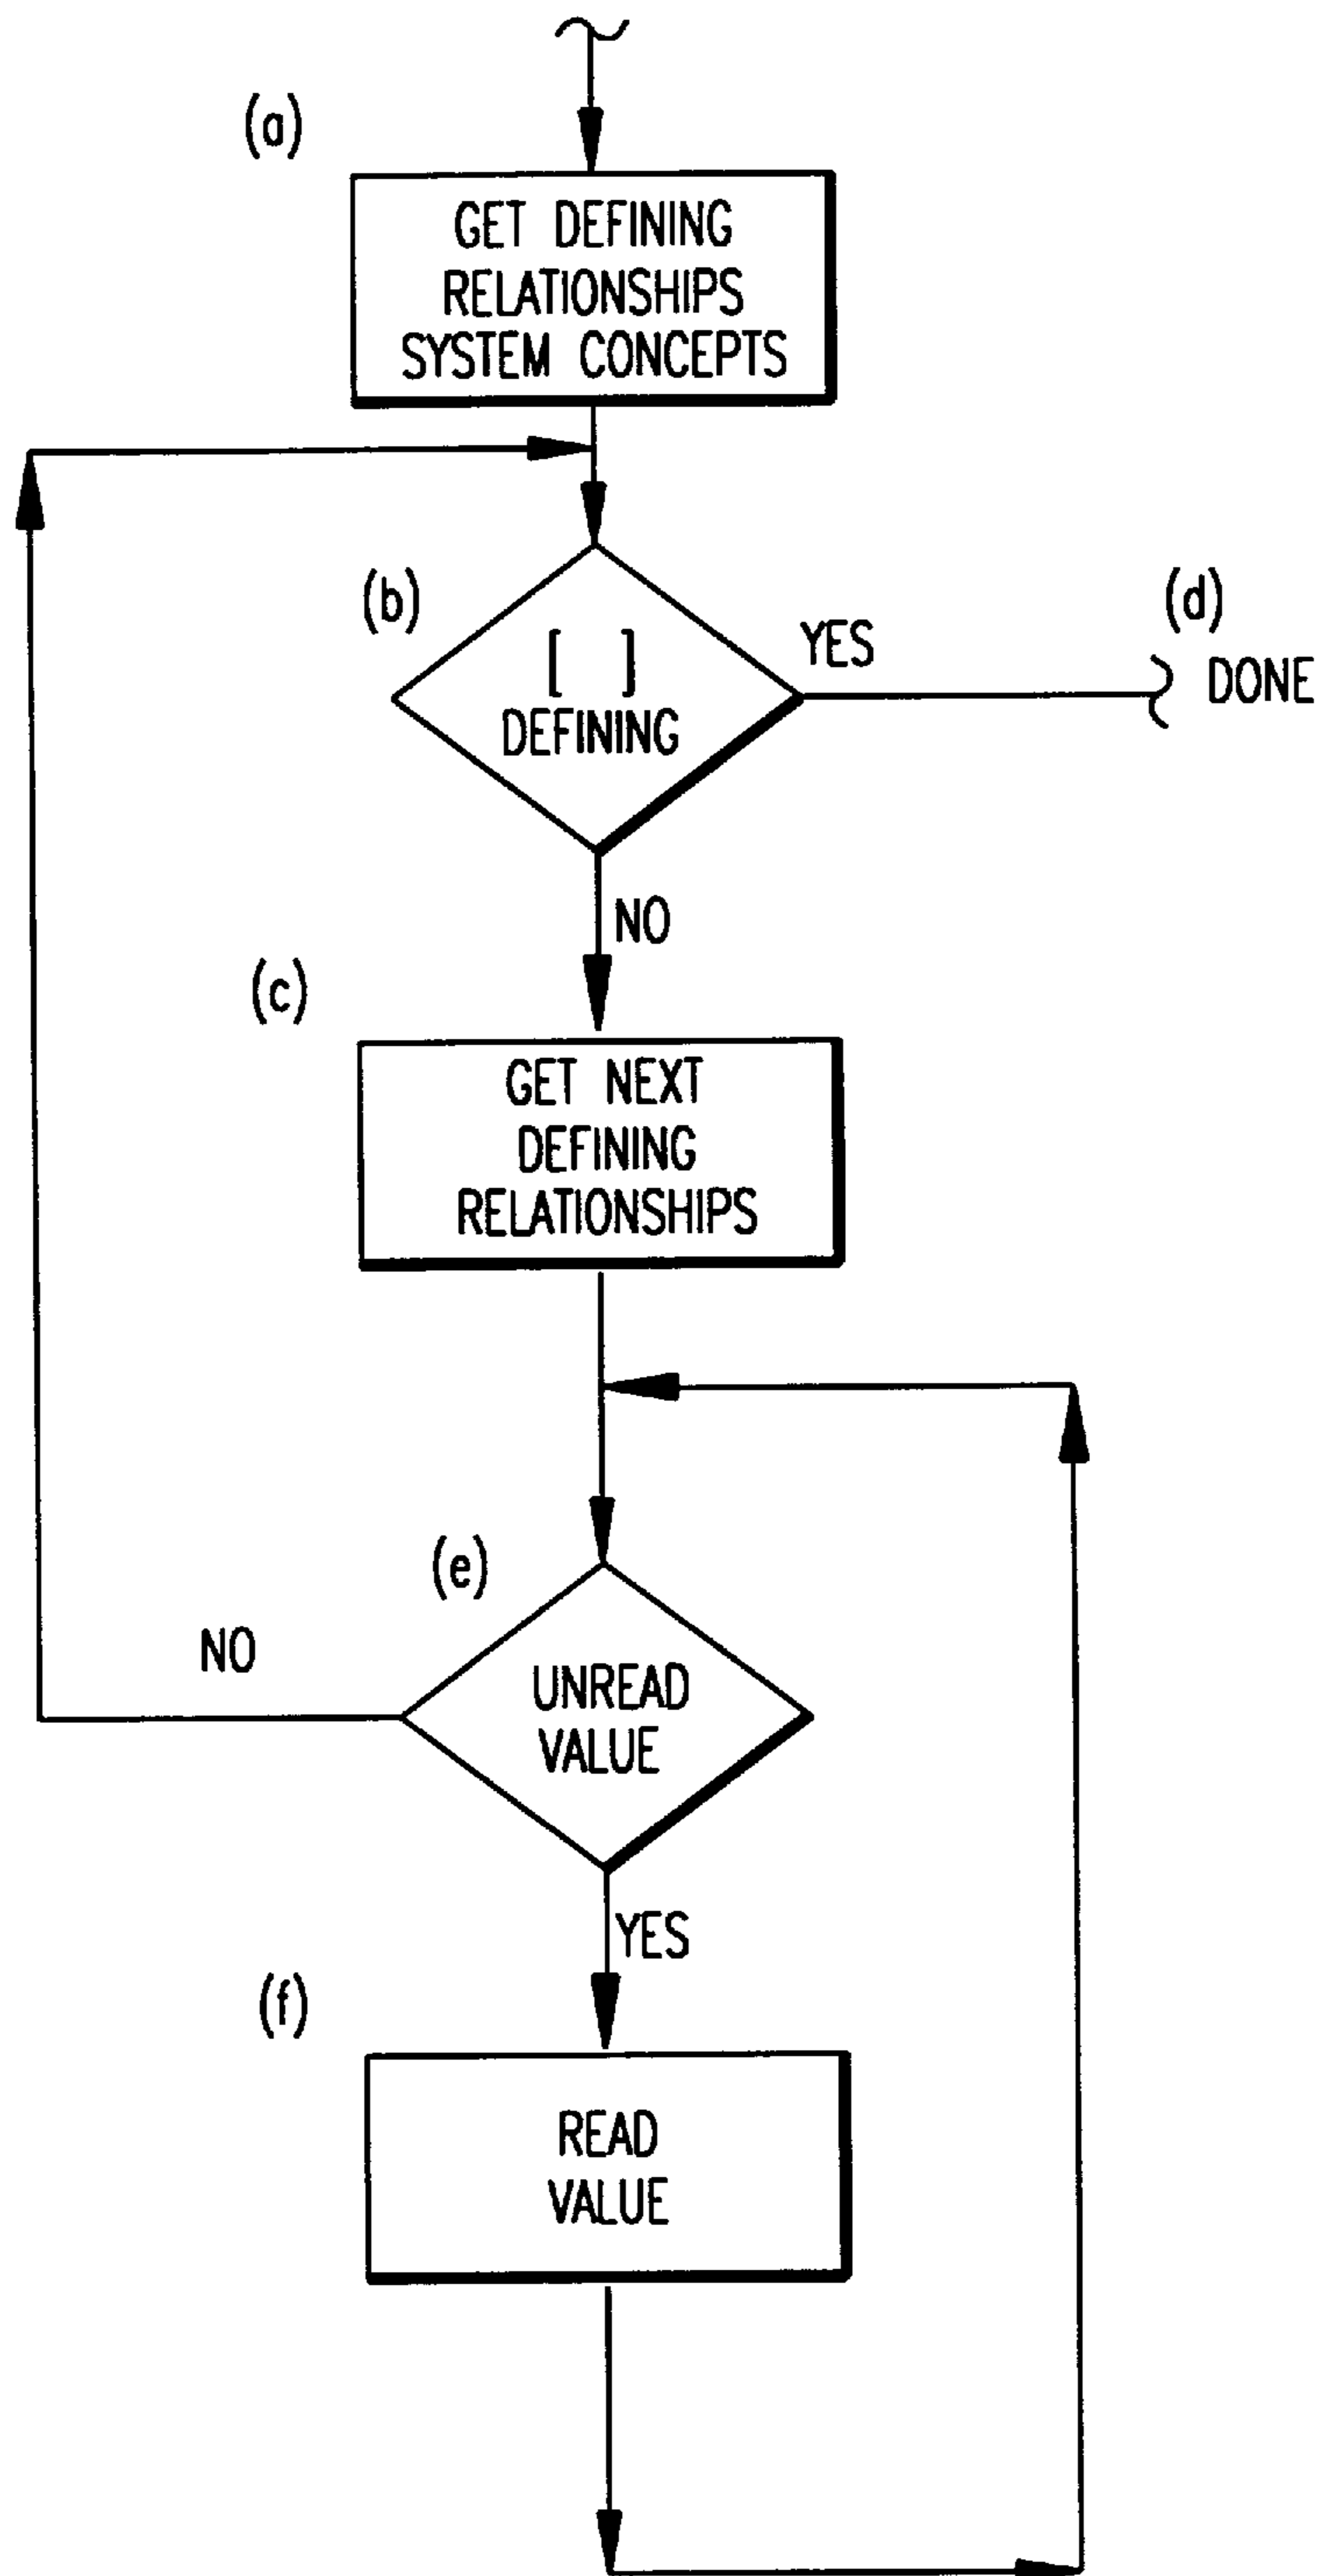 (a)
GET DEFINING
RELATIONSHIPS
SYSTEM CONCEPTS
(b)
[ ]
DEFINING
YES
(d)
DONE
NO
(c)
GET NEXT
DEFINING
RELATIONSHIPS
(e)
UNREAD
VALUE
NO
YES
(f)
READ
VALUE